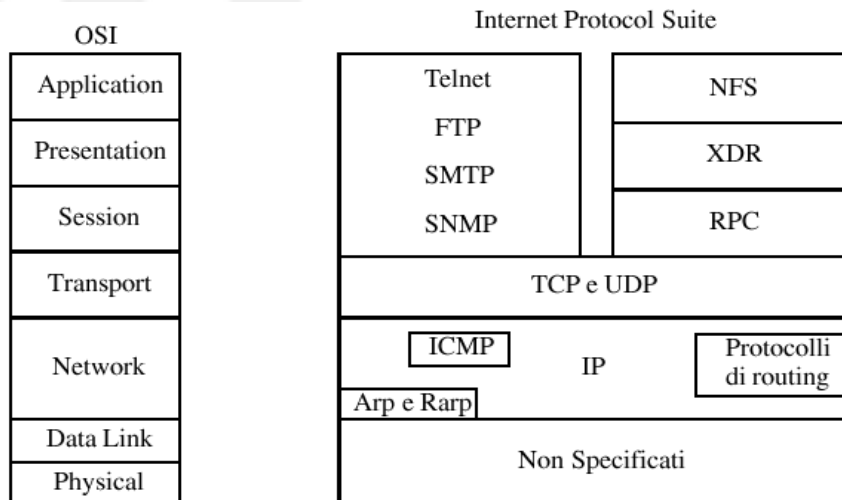 OSI
Application
Presentation
Session
Transport
Network
Data Link
Physical
Internet Protocol Suite
Telnet
FTP
SMTP
SNMP
NFS
XDR
RPC
TCP e UDP
ICMP
IP
Protocolli
di routing
Arp e Rarp
Non Specificati